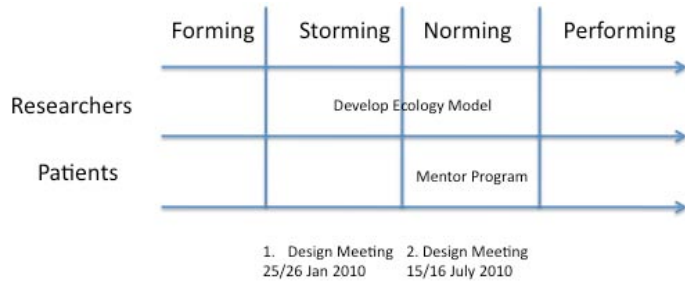 Forming Storming Norming Performing
Researchers Develop Ecology Model
Patients Mentor Program
1. Design Meeting 2. Design Meeting
25/26 Jan 2010 15/16 July 2010